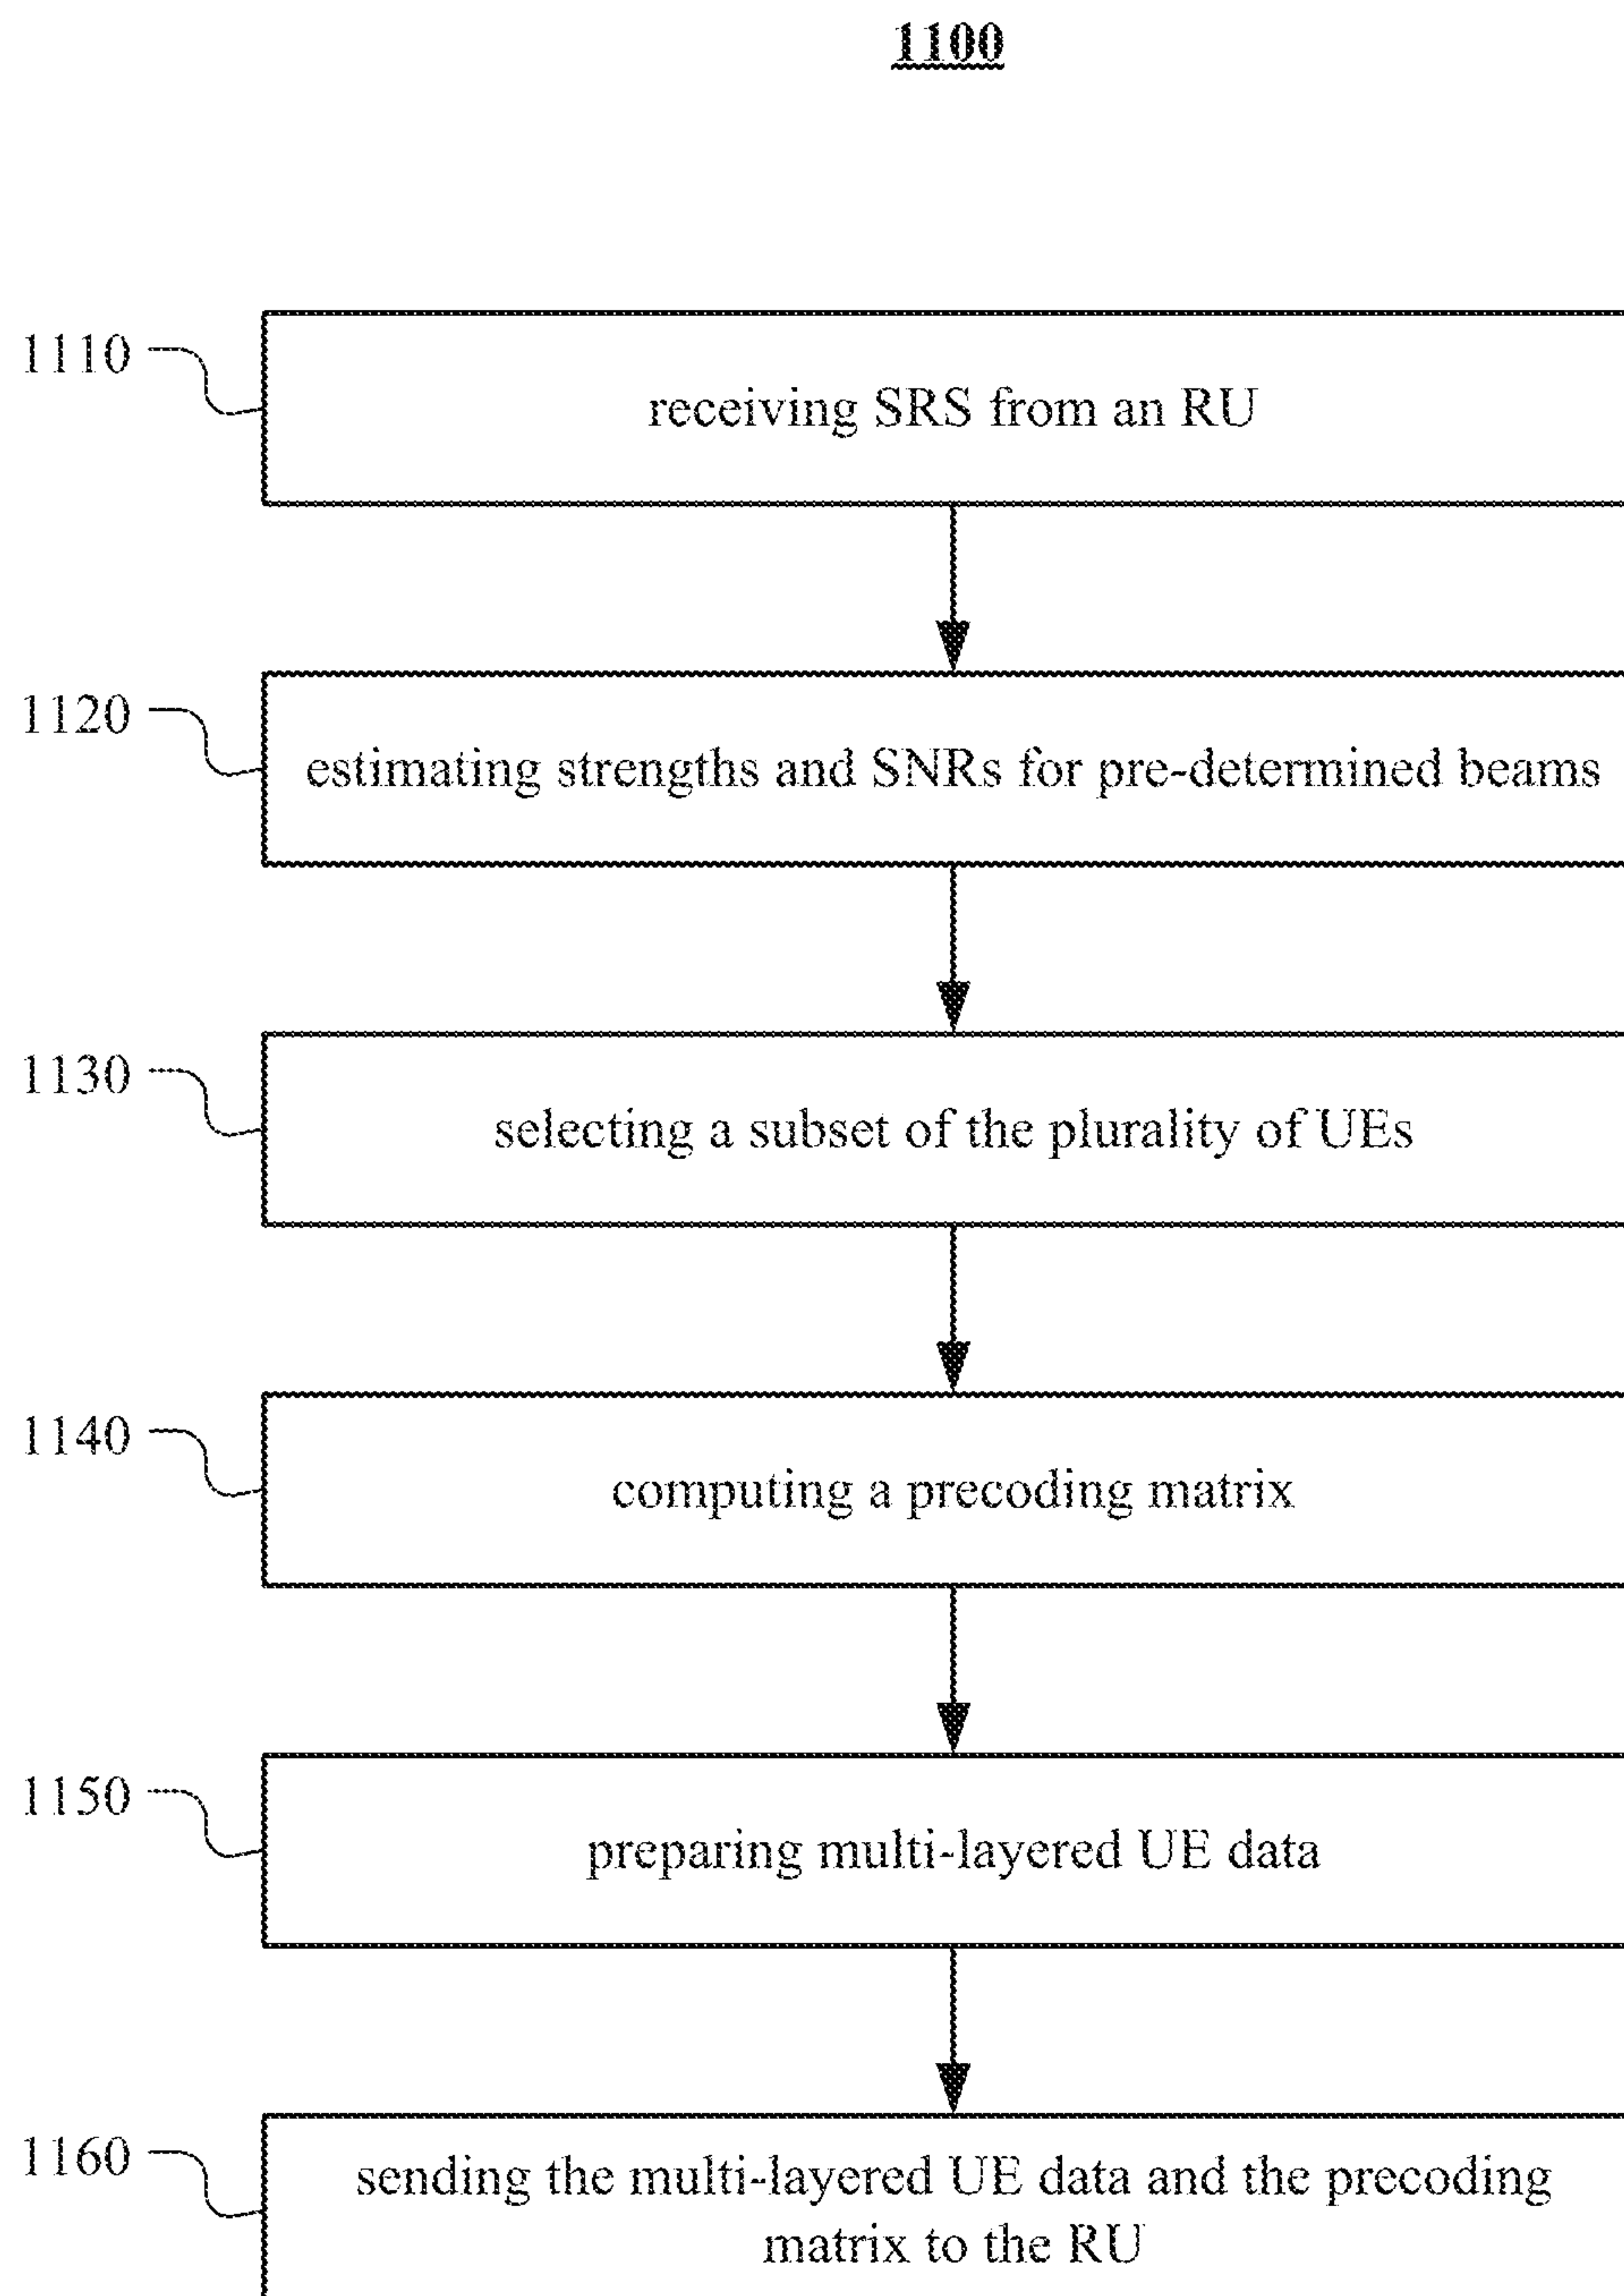 1100
1110
receiving SRS from an RU
1120
estimating strengths and SNRs for pre-determined beams
1130
selecting a subset of the plurality of UEs
1140
computing a precoding matrix
1150
preparing multi-layered UE data
1160
sending the multi-layered UE data and the precoding
matrix to the RU